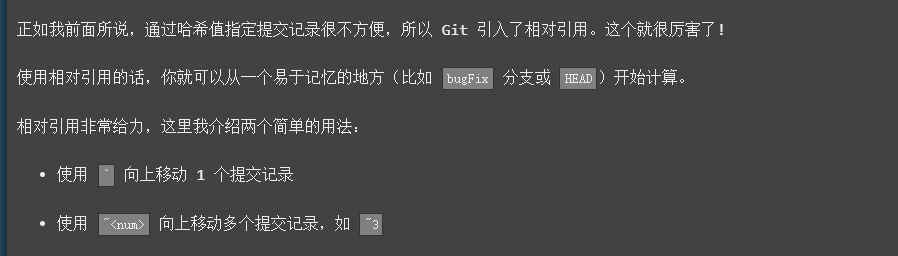 正如我前面所说，通过哈希值指定提交记录很不方便，所以 Git 引入了相对引用。这个就很厉害了!
使用相对引用的话，你就可以从一个易于记忆的地方（比如 bugFix 分支或 HEAD）开始计算。
相对引用非常给力，这里我介绍两个简单的用法：
• 使用 ^ 向上移动 1 个提交记录
• 使用 ~<num> 向上移动多个提交记录，如 ~3